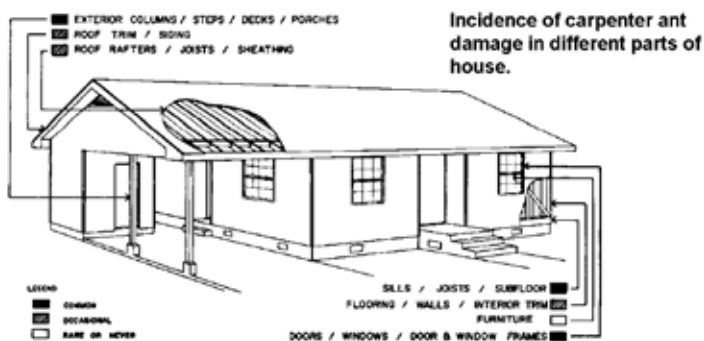 EXTERIOR COLUMNS / STEPS / DECKS / PORCHES
ROOF TRIM / SIDING
ROOF RAFTERS / JOISTS / SHEATHING
Incidence of carpenter ant
damage in different parts of
house.
LEGEND
COMMON
OCCASIONAL
RARE OR NEVER
SILLS / JOISTS / SUBFLOOR
FLOORING / WALLS / INTERIOR TRIM
FURNITURE
DOORS / WINDOWS / DOOR & WINDOW FRAMES